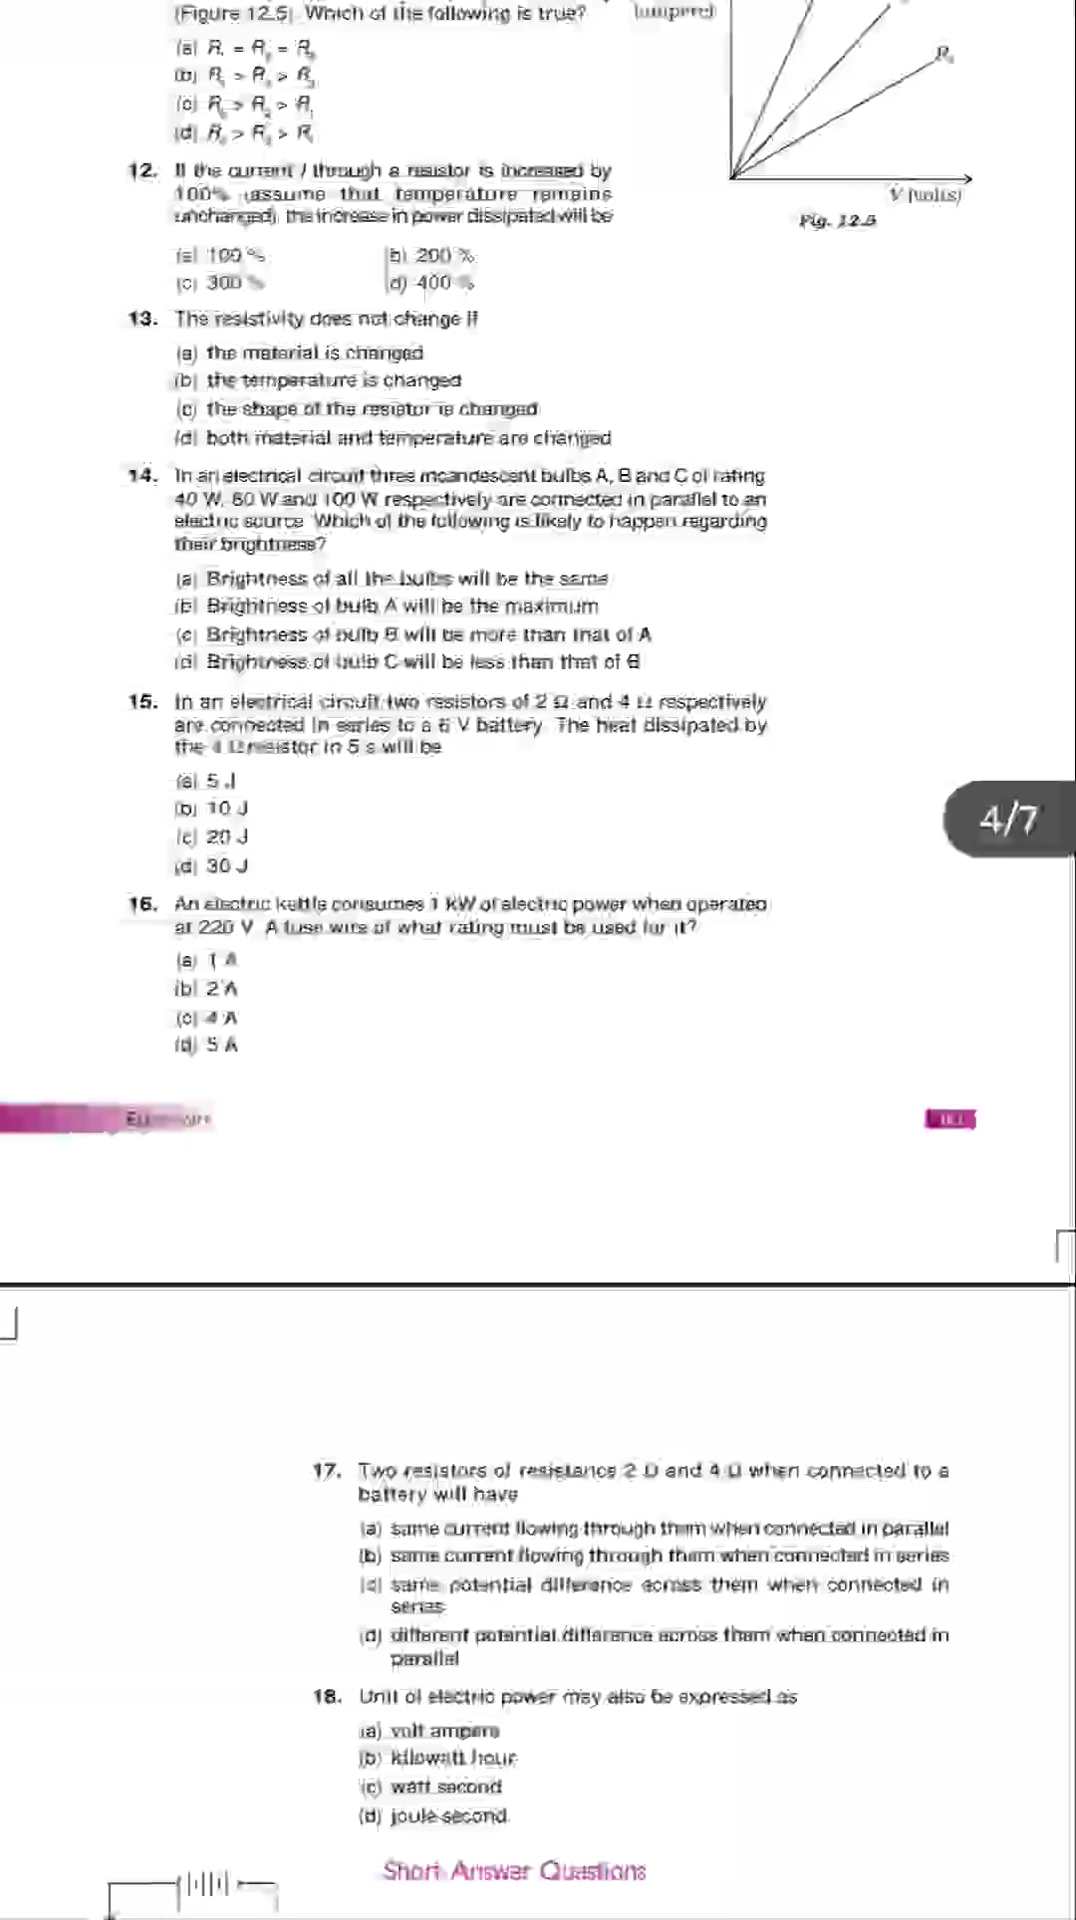 (Figure 12.5). Which of the following is true?
(ampere)
(a) R₁ = R₂ = R₃
(b) R₁ > R₂ > R₃
(c) R₃ > R₂ > R₁
(d) > R₃ > R₁
12. If the current I through a resistor is increased by
100% (assume that temperature remains
unchanged), the increase in power dissipated will be
(a) 100 %
(b) 200 %
(c) 300 %
(d) 400 %
V (volts)
Fig. 12.5
13. The resistivity does not change if
(a) the material is changed
(b) the temperature is changed
(c) the shape of the resistor is changed
(d) both material and temperature are changed
14. In an electrical circuit three incandescent bulbs A, B and C of rating
40 W, 60 W and 100 W respectively are connected in parallel to an
electric source. Which of the following is likely to happen regarding
their brightness?
(a) Brightness of all the bulbs will be the same
(b) Brightness of bulb A will be the maximum
(c) Brightness of bulb B will be more than that of A
(d) Brightness of bulb C will be less than that of B
15. In an electrical circuit two resistors of 2 Ω and 4 Ω respectively
are connected in series to a 6 V battery. The heat dissipated by
the 4 Ω resistor in 5 s will be
(a) 5 J
(b) 10 J
(c) 20 J
(d) 30 J
4/7
16. An electric kettle consumes 1 kW of electric power when operated
at 220 V. A fuse wire of what rating must be used for it?
(a) 1 A
(b) 2 A
(c) 4 A
(d) 5 A
17. Two resistors of resistance 2 Ω and 4 Ω when connected to a
battery will have
(a) same current flowing through them when connected in parallel
(b) same current flowing through them when connected in series
(c) same potential difference across them when connected in
series
(d) different potential difference across them when connected in
parallel
18. Unit of electric power may also be expressed as
(a) volt ampere
(b) kilowatt hour
(c) watt second
(d) joule second
Short Answer Questions